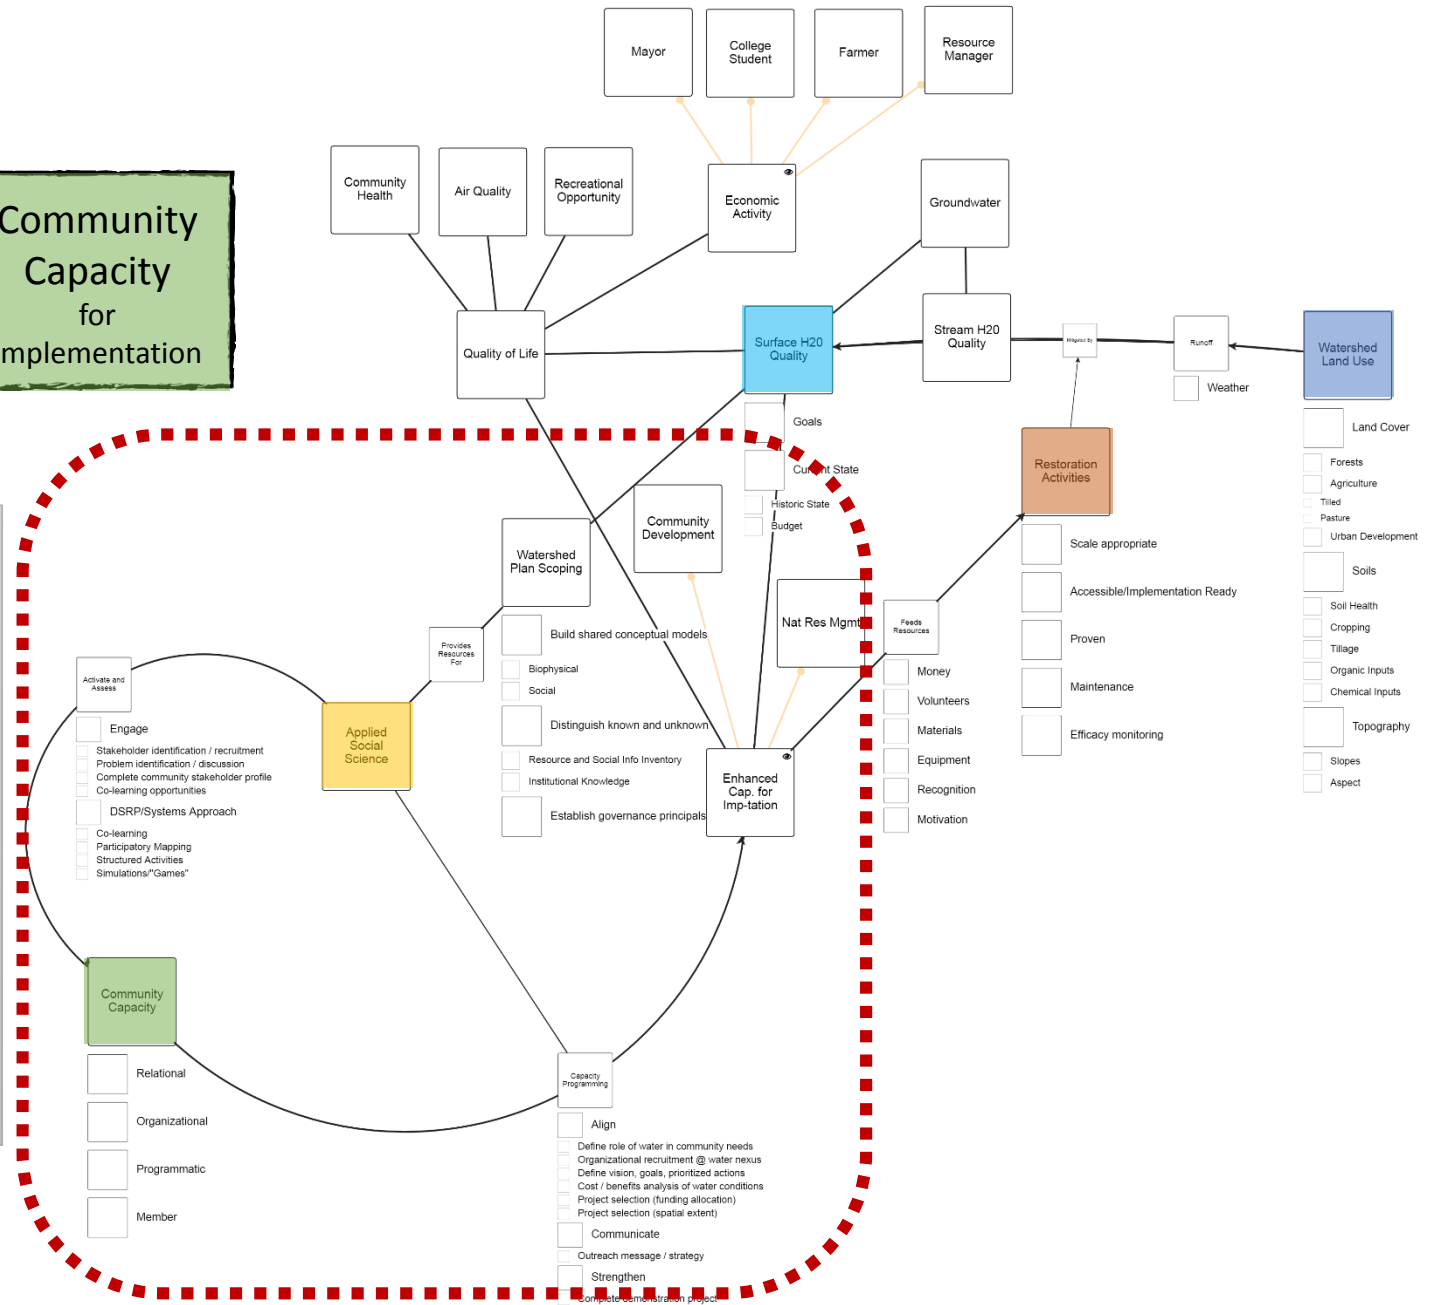 Mayor
College
Student
Farmer
Resource
Manager
Community
Health
Air Quality
Recreational
Opportunity
Economic
Activity
Groundwater
Community
Capacity
for
mplementation
Quality of Life
Surface H20
Quality
Stream H20
Quality
Mitigated By
Runoff
Watershed
Land Use
Weather
Goals
Current State
Historic State
Budget
Land Cover
Forests
Agriculture
Tilled
Pasture
Urban Development
Soils
Soil Health
Cropping
Tillage
Organic Inputs
Chemical Inputs
Topography
Slopes
Aspect
Restoration
Activities
Scale appropriate
Accessible/Implementation Ready
Proven
Maintenance
Efficacy monitoring
Community
Development
Watershed
Plan Scoping
Nat Res Mgmt
Feeds
Resources
Money
Volunteers
Materials
Equipment
Recognition
Motivation
Provides
Resources
For
Build shared conceptual models
Biophysical
Social
Distinguish known and unknown
Resource and Social Info Inventory
Institutional Knowledge
Establish governance principals
Enhanced
Cap. for
Imp-tation
Activate and
Assess
Engage
Stakeholder identification / recruitment
Problem identification / discussion
Complete community stakeholder profile
Co-learning opportunities
DSRP/Systems Approach
Co-learning
Participatory Mapping
Structured Activities
Simulations/"Games"
Applied
Social
Science
Community
Capacity
Relational
Organizational
Programmatic
Member
Capacity
Programming
Align
Define role of water in community needs
Organizational recruitment @ water nexus
Define vision, goals, prioritized actions
Cost / benefits analysis of water conditions
Project selection (funding allocation)
Project selection (spatial extent)
Communicate
Outreach message / strategy
Strengthen
Complete demonstration project